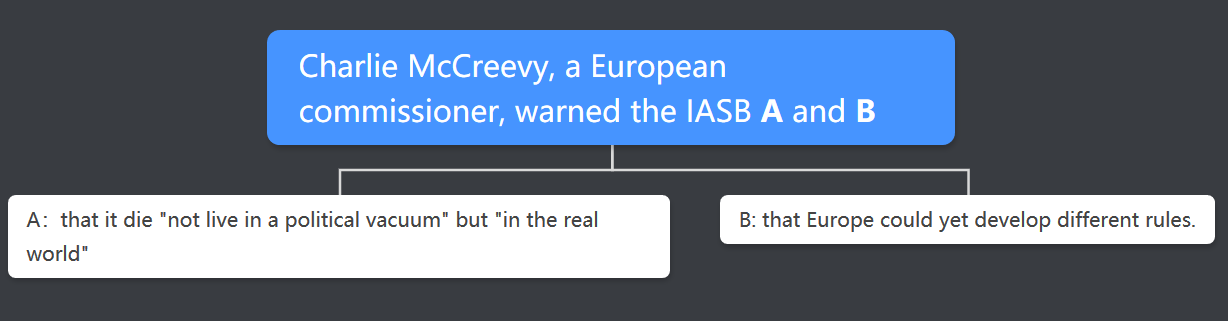 Charlie McCreevy, a European
commissioner, warned the IASB A and B
A：that it die "not live in a political vacuum" but "in the real
world"
B: that Europe could yet develop different rules.